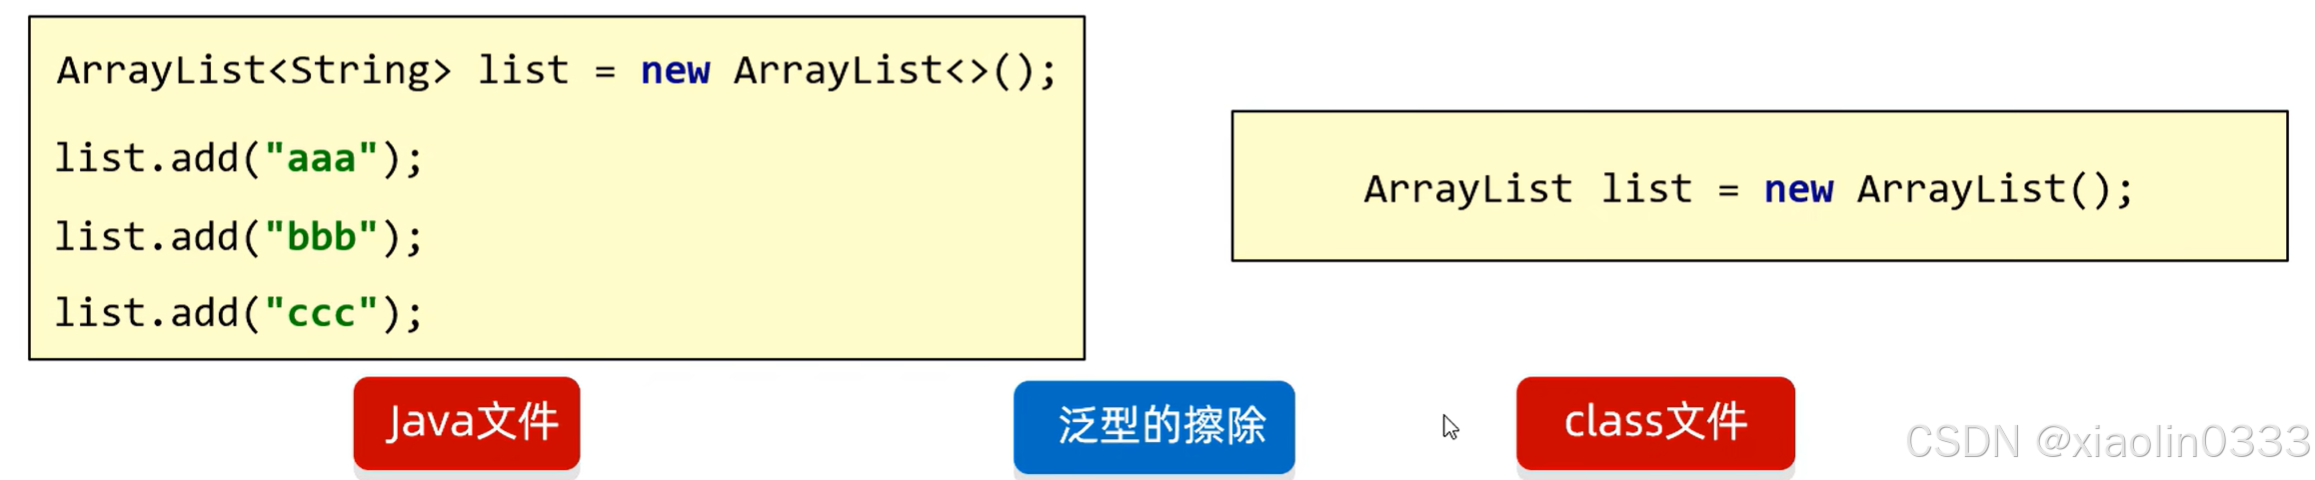 ArrayList<String> list = new ArrayList<>();
list.add("aaa");
list.add("bbb");
list.add("ccc");
ArrayList list = new ArrayList();
Java文件
泛型的擦除
class文件
CSDN @xiaolin0333